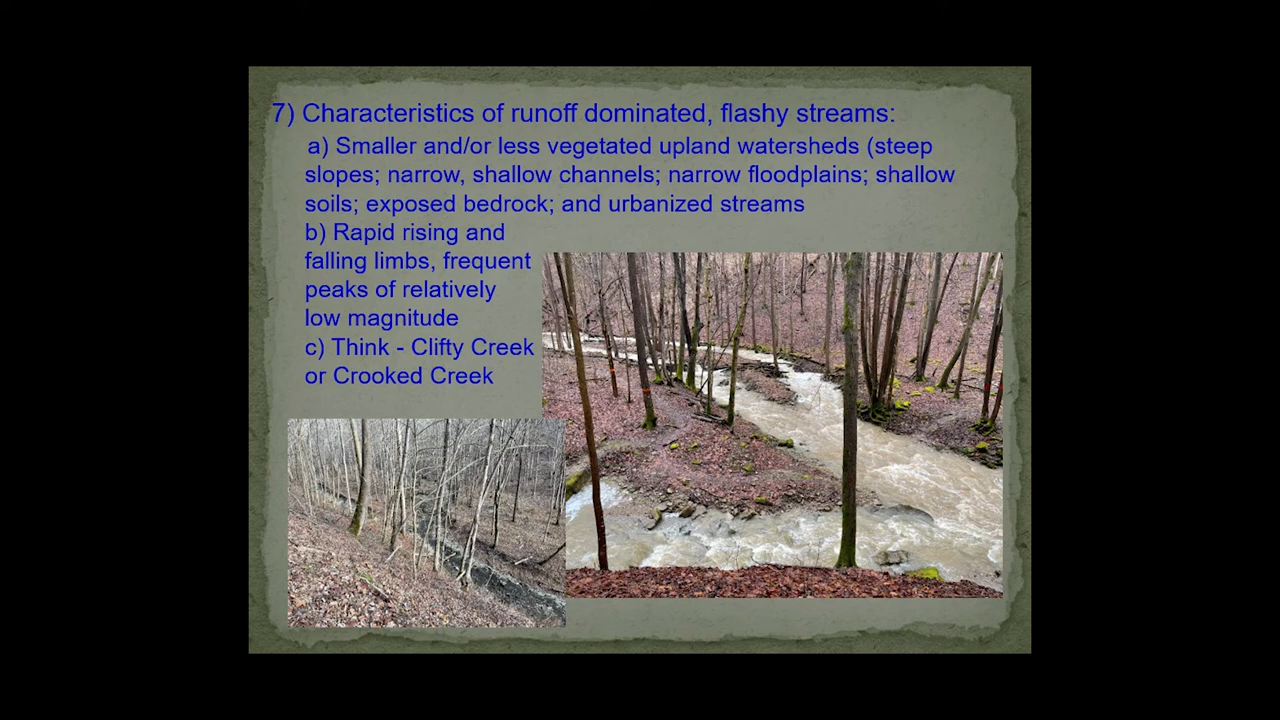 7) Characteristics of runoff dominated, flashy streams:
a) Smaller and/or less vegetated upland watersheds (steep
slopes; narrow, shallow channels; narrow floodplains; shallow
soils; exposed bedrock; and urbanized streams
b) Rapid rising and
falling limbs, frequent
peaks of relatively
low magnitude
c) Think - Clifty Creek
or Crooked Creek